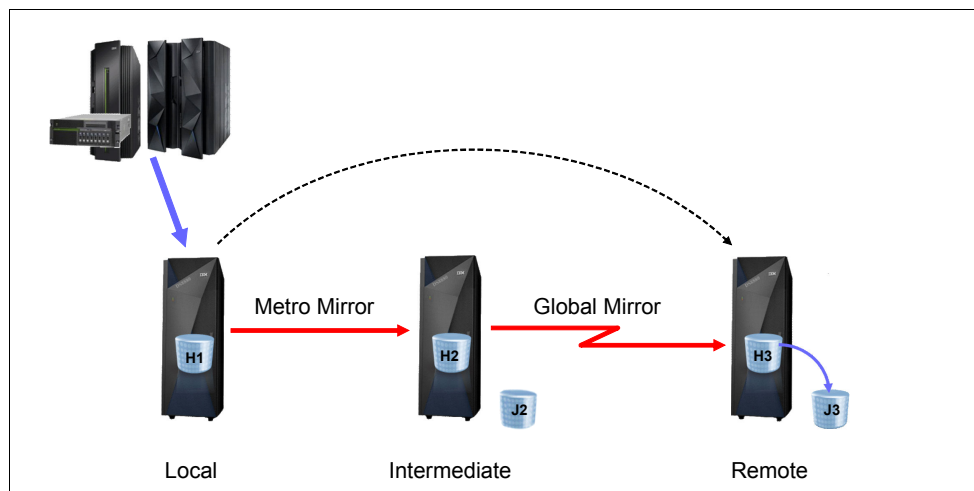 Metro Mirror
Global Mirror
H1
H2
H3
J2
J3
Local
Intermediate
Remote